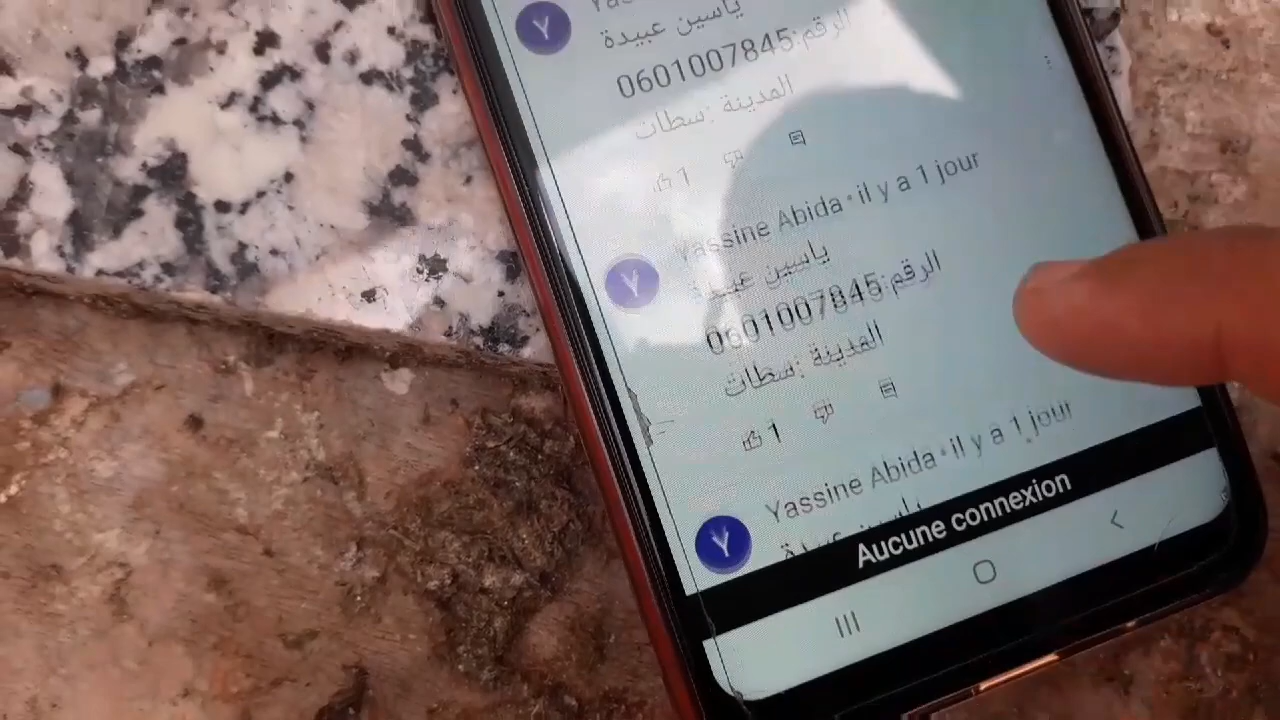 Y
ياسين عبيدة
الرقم:0601007845
المدينة :سطات
1
Yassine Abida • il y a 1 jour
Y
ياسين عبيدة
الرقم:0601007845
المدينة :سطات
1
Yassine Abida • il y a 1 jour
Y
ياسين
Aucune connexion